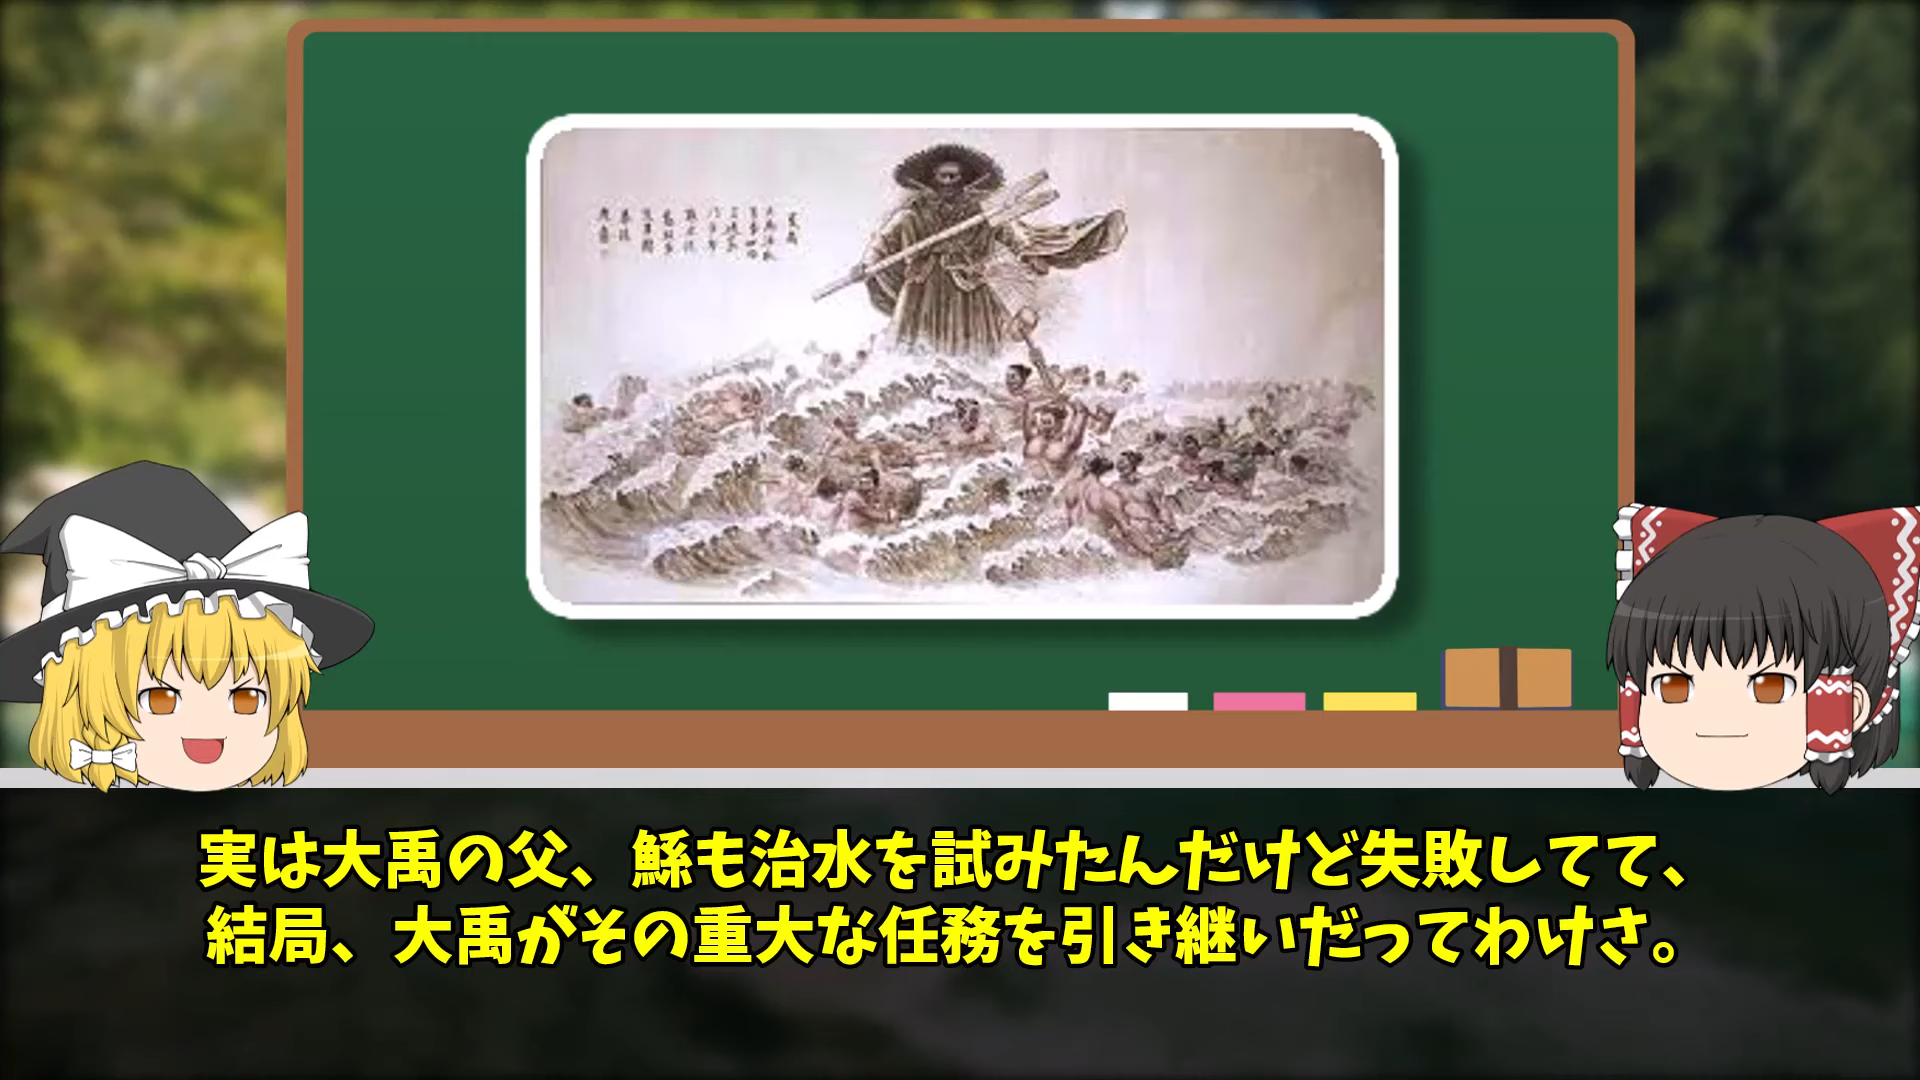 実は大禹の父、鯀も治水を試みたんだけど失敗してて、
結局、大禹がその重大な任務を引き継いだってわけさ。